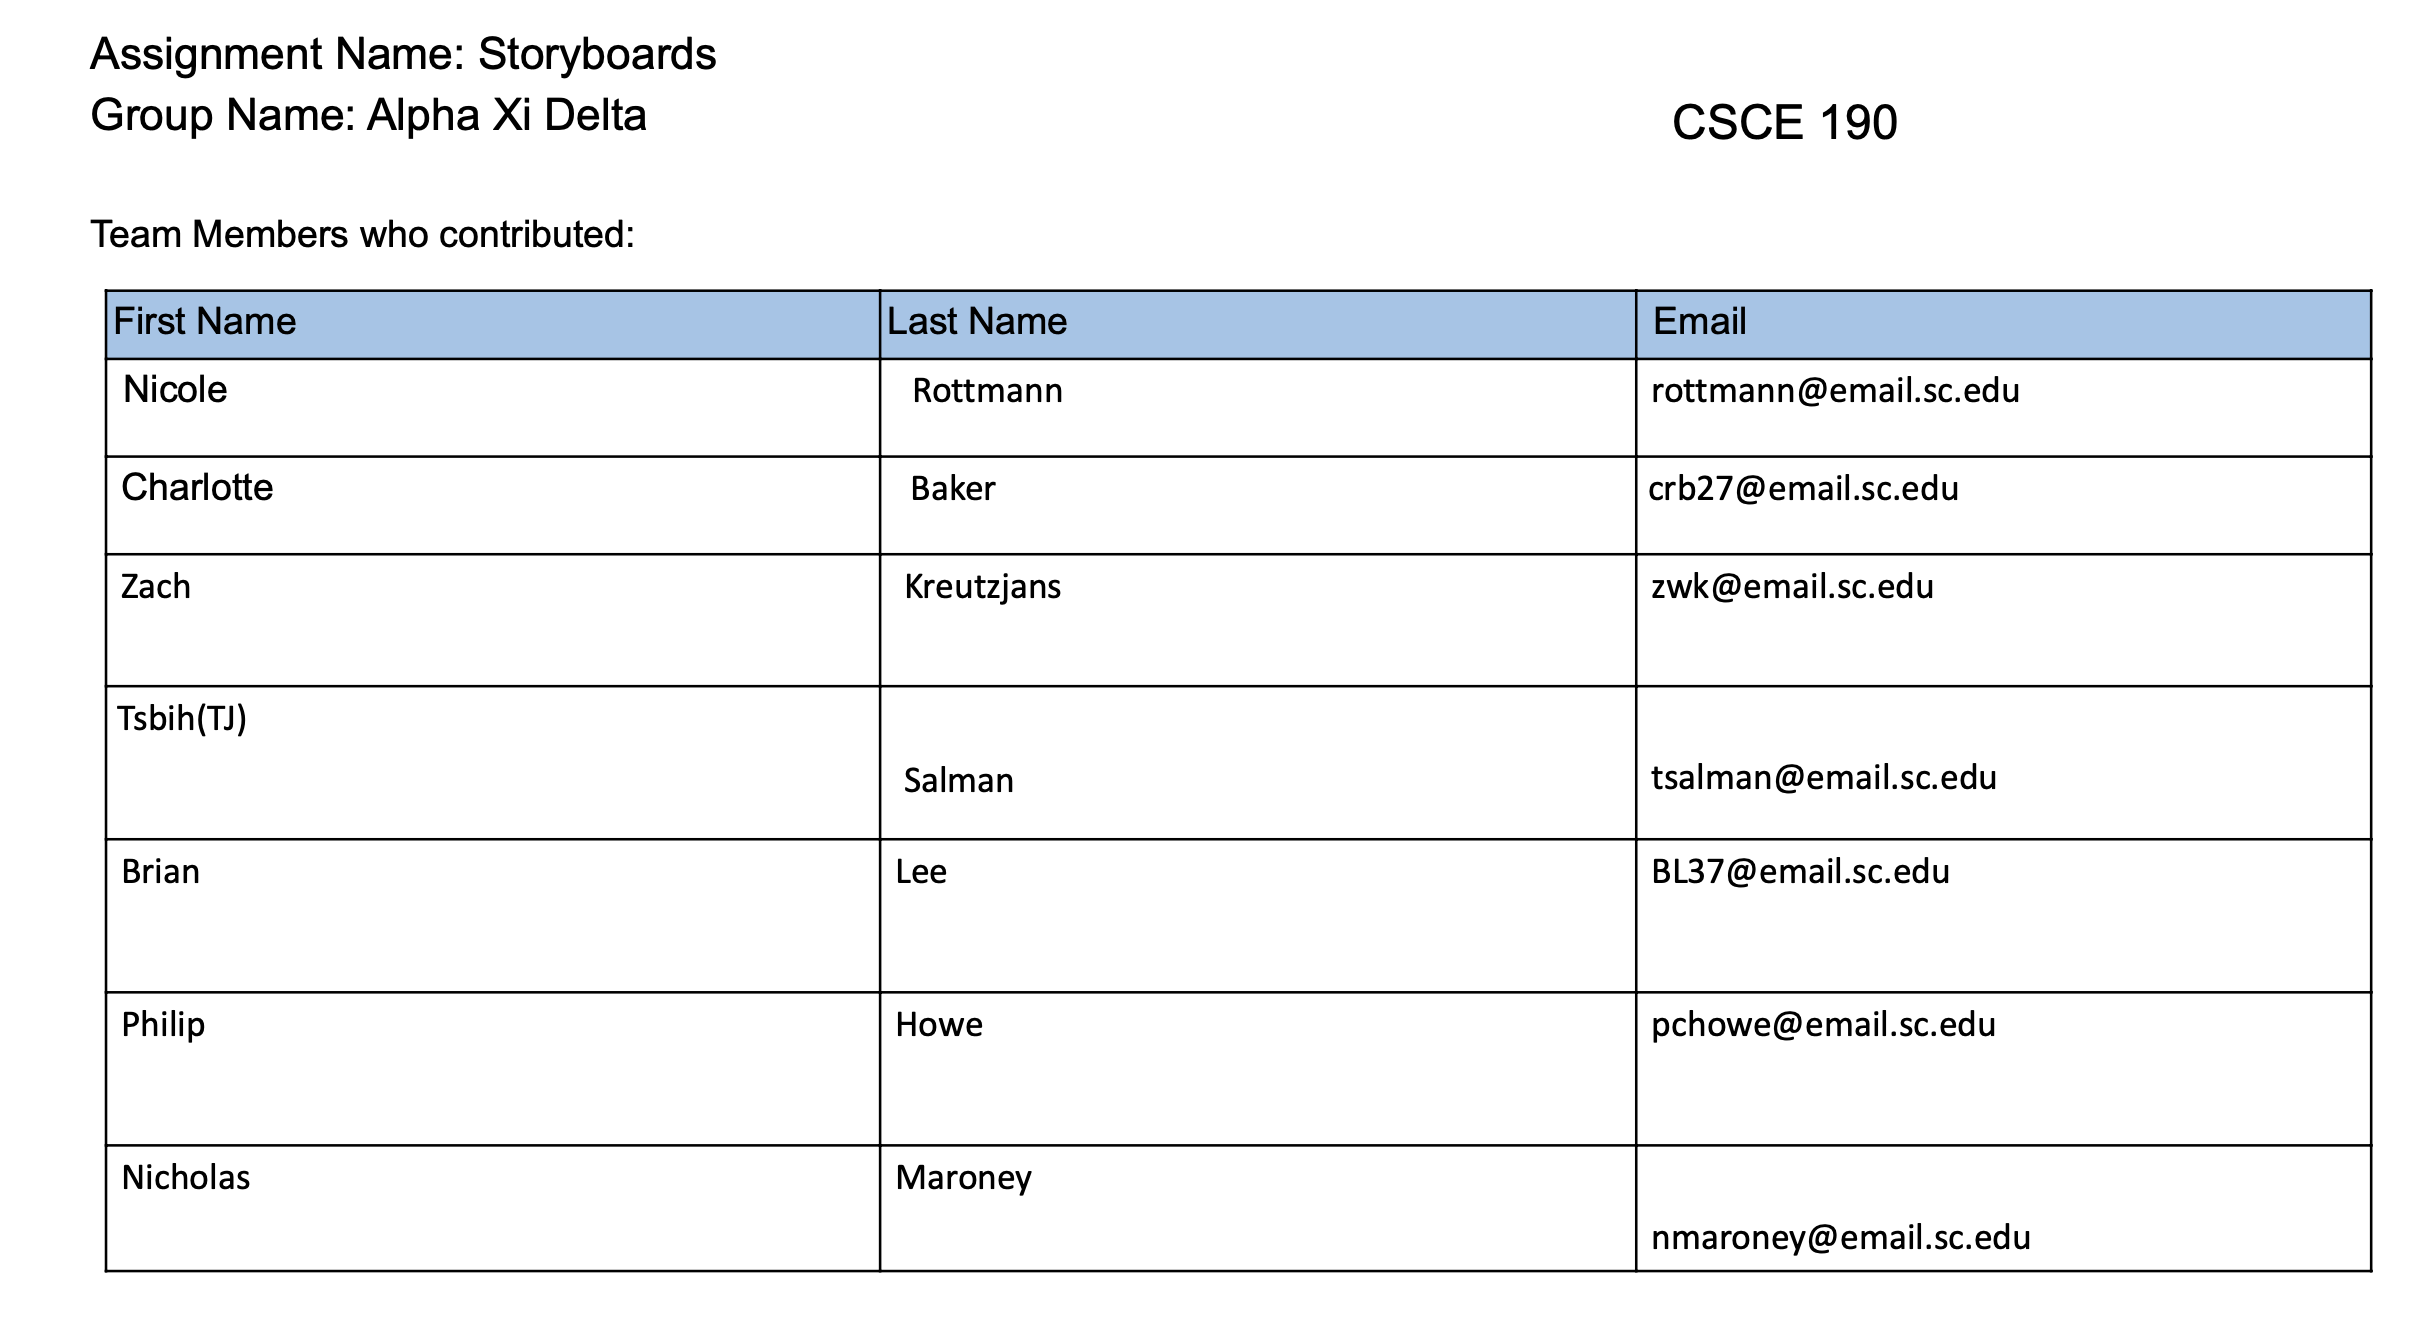 Assignment Name: Storyboards
Group Name: Alpha Xi Delta
CSCE 190
Team Members who contributed:
First Name Last Name Email
Nicole Rottmann rottmann@email.sc.edu
Charlotte Baker crb27@email.sc.edu
Zach Kreutzjans zwk@email.sc.edu
Tsbih(TJ) Salman tsalman@email.sc.edu
Brian Lee BL37@email.sc.edu
Philip Howe pchowe@email.sc.edu
Nicholas Maroney nmaroney@email.sc.edu